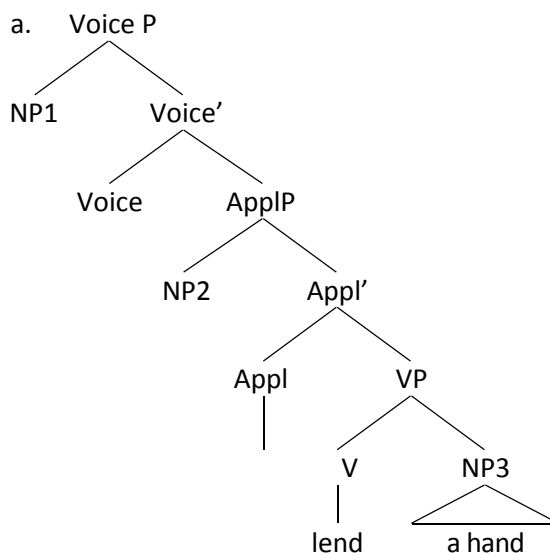 a. Voice P
NP1 Voice’
Voice ApplP
NP2 Appl’
Appl VP
V NP3
lend a hand